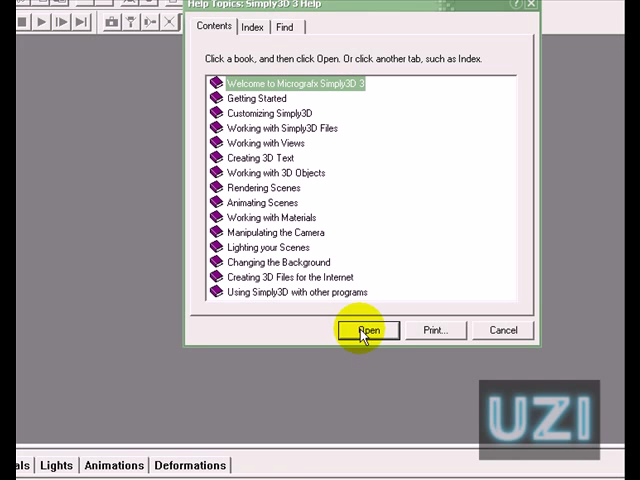 Help Topics: Simply3D 3 Help
Contents
Index
Find
Click a book, and then click Open. Or click another tab, such as Index.
Welcome to Micrografx Simply3D 3
Getting Started
Customizing Simply3D
Working with Simply3D Files
Working with Views
Creating 3D Text
Working with 3D Objects
Rendering Scenes
Animating Scenes
Working with Materials
Manipulating the Camera
Lighting your Scenes
Changing the Background
Creating 3D Files for the Internet
Using Simply3D with other programs
Open
Print...
Cancel
UZI
als
Lights
Animations
Deformations